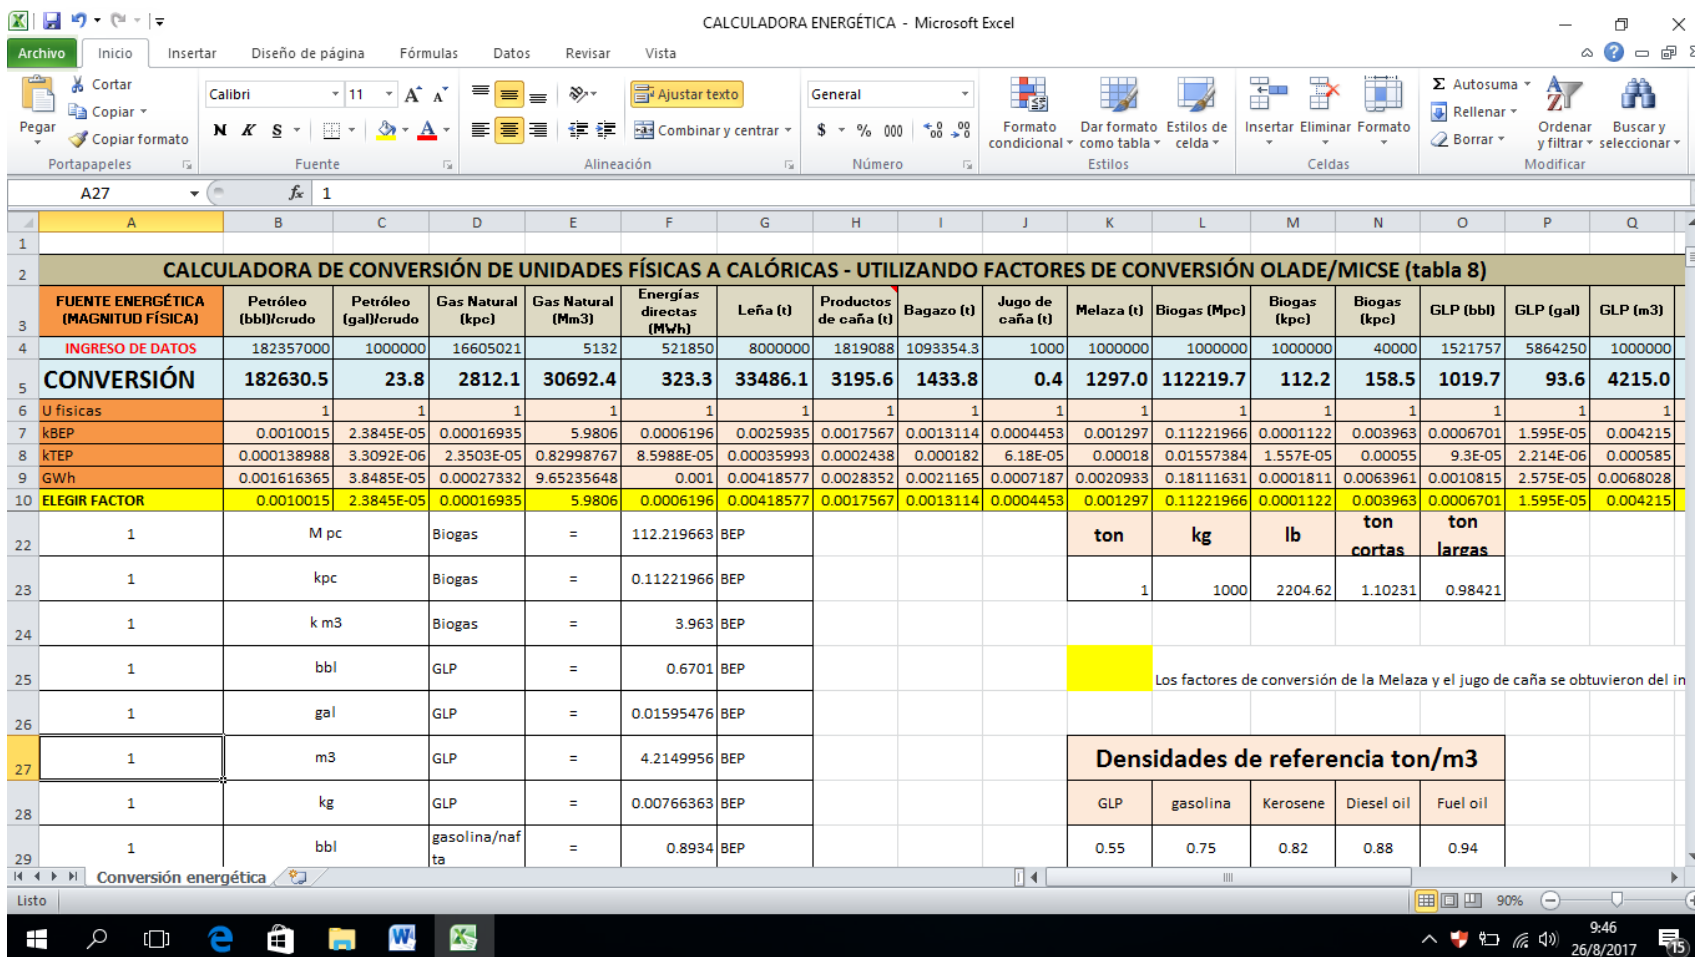 CALCULADORA ENERGÉTICA - Microsoft Excel
Archivo Inicio Insertar Diseño de página Fórmulas Datos Revisar Vista
Pegar Cortar Copiar Copiar formato Portapapeles
Calibri 11 A A N K S A Fuente
Ajustar texto Combinar y centrar Alineación
General $ % 000 Número
Formato condicional Dar formato como tabla Estilos de celda Estilos
Insertar Eliminar Formato Celdas
Σ Autosuma Rellenar Borrar Ordenar y filtrar Buscar y seleccionar Modificar
A27 fx 1
A B C D E F G H I J K L M N O P Q
1
2 CALCULADORA DE CONVERSIÓN DE UNIDADES FÍSICAS A CALÓRICAS - UTILIZANDO FACTORES DE CONVERSIÓN OLADE/MICSE (tabla 8)
3 FUENTE ENERGÉTICA (MAGNITUD FÍSICA) Petróleo (bbl)/crudo Petróleo (gal)/crudo Gas Natural (kpc) Gas Natural (Mm3) Energías directas (MWh) Leña (t) Productos de caña (t) Bagazo (t) Jugo de caña (t) Melaza (t) Biogas (Mpc) Biogas (kpc) Biogas (kpc) GLP (bbl) GLP (gal) GLP (m3)
4 INGRESO DE DATOS 182357000 1000000 16605021 5132 521850 8000000 1819088 1093354.3 1000 1000000 1000000 1000000 40000 1521757 5864250 1000000
5 CONVERSIÓN 182630.5 23.8 2812.1 30692.4 323.3 33486.1 3195.6 1433.8 0.4 1297.0 112219.7 112.2 158.5 1019.7 93.6 4215.0
6 U fisicas 1 1 1 1 1 1 1 1 1 1 1 1 1 1 1 1
7 kBEP 0.0010015 2.3845E-05 0.00016935 5.9806 0.0006196 0.0025935 0.0017567 0.0013114 0.0004453 0.001297 0.11221966 0.0001122 0.003963 0.0006701 1.595E-05 0.004215
8 kTEP 0.000138988 3.3092E-06 2.3503E-05 0.82998767 8.5988E-05 0.00035993 0.0002438 0.000182 6.18E-05 0.00018 0.01557384 1.557E-05 0.00055 9.3E-05 2.214E-06 0.000585
9 GWh 0.001616365 3.8485E-05 0.00027332 9.65235648 0.001 0.00418577 0.0028352 0.0021165 0.0007187 0.0020933 0.18111631 0.0001811 0.0063961 0.0010815 2.575E-05 0.0068028
10 ELEGIR FACTOR 0.0010015 2.3845E-05 0.00016935 5.9806 0.0006196 0.00418577 0.0017567 0.0013114 0.0004453 0.001297 0.11221966 0.0001122 0.003963 0.0006701 1.595E-05 0.004215
22 1 M pc Biogas = 112.219663 BEP ton kg lb ton cortas ton largas
23 1 kpc Biogas = 0.11221966 BEP 1 1000 2204.62 1.10231 0.98421
24 1 k m3 Biogas = 3.963 BEP
25 1 bbl GLP = 0.6701 BEP Los factores de conversión de la Melaza y el jugo de caña se obtuvieron del in
26 1 gal GLP = 0.01595476 BEP
27 1 m3 GLP = 4.2149956 BEP Densidades de referencia ton/m3
28 1 kg GLP = 0.00766363 BEP GLP gasolina Kerosene Diesel oil Fuel oil
29 1 bbl gasolina/nafta = 0.8934 BEP 0.55 0.75 0.82 0.88 0.94
Conversión energética
Listo 90%
9:46
26/8/2017
15